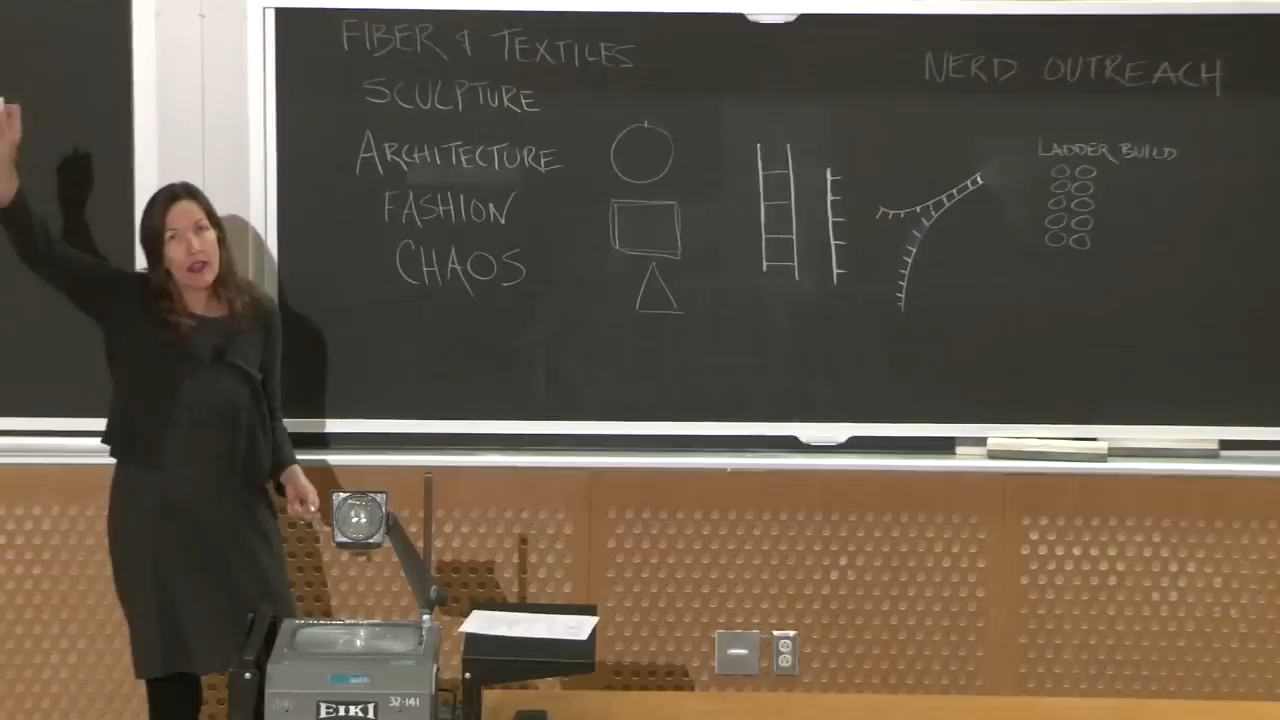 FIBER & TEXTILES
SCULPTURE
ARCHITECTURE
FASHION
CHAOS
NERD OUTREACH
LADDER BUILD
32-141
EIKI